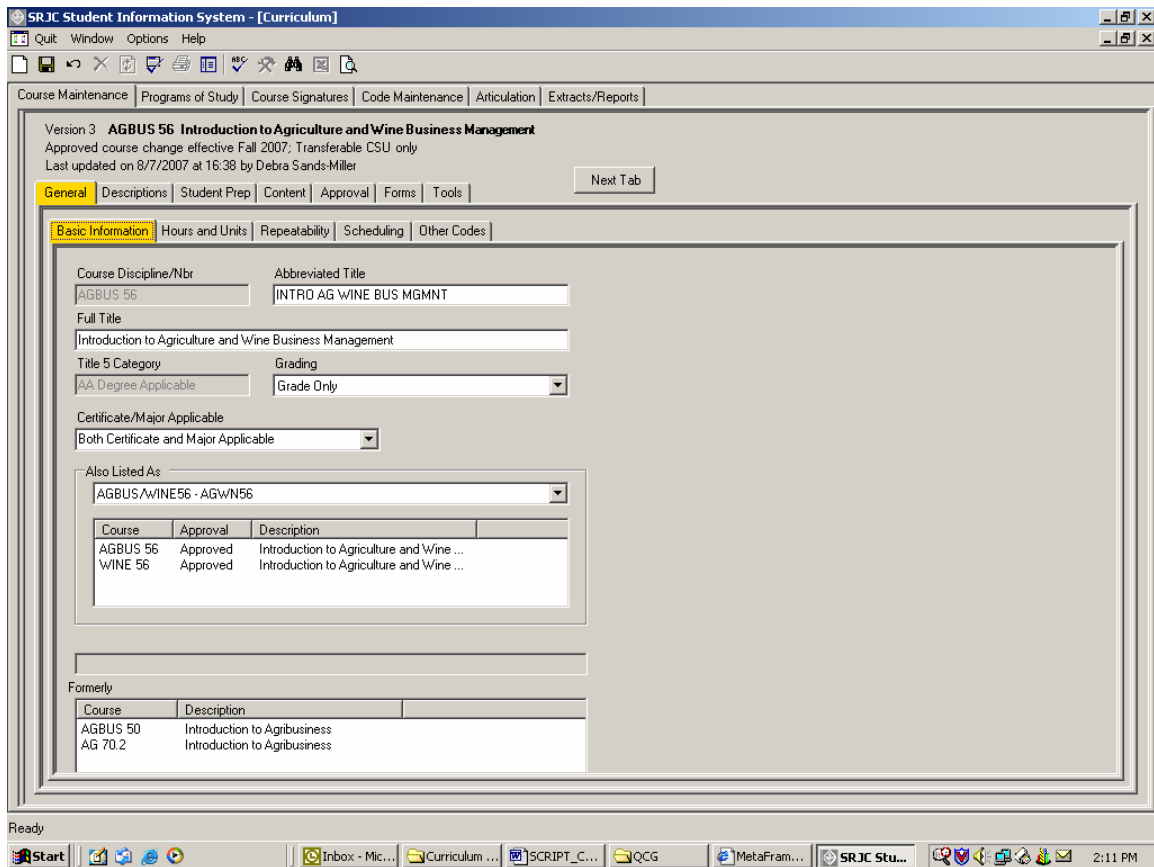 SRJC Student Information System - [Curriculum]
Quit Window Options Help
ABC
Course Maintenance Programs of Study Course Signatures Code Maintenance Articulation Extracts/Reports
Version 3 AGBUS 56 Introduction to Agriculture and Wine Business Management
Approved course change effective Fall 2007; Transferable CSU only
Last updated on 8/7/2007 at 16:38 by Debra Sands-Miller
Next Tab
General Descriptions Student Prep Content Approval Forms Tools
Basic Information Hours and Units Repeatability Scheduling Other Codes
Course Discipline/Nbr Abbreviated Title
AGBUS 56 INTRO AG WINE BUS MGMNT
Full Title
Introduction to Agriculture and Wine Business Management
Title 5 Category Grading
AA Degree Applicable Grade Only
Certificate/Major Applicable
Both Certificate and Major Applicable
Also Listed As
AGBUS/WINE56 - AGWN56
Course Approval Description
AGBUS 56 Approved Introduction to Agriculture and Wine ...
WINE 56 Approved Introduction to Agriculture and Wine ...
Formerly
Course Description
AGBUS 50 Introduction to Agribusiness
AG 70.2 Introduction to Agribusiness
Ready
Start Inbox - Mic... Curriculum ... SCRIPT_C... QCG MetaFram... SRJC Stu... 2:11 PM